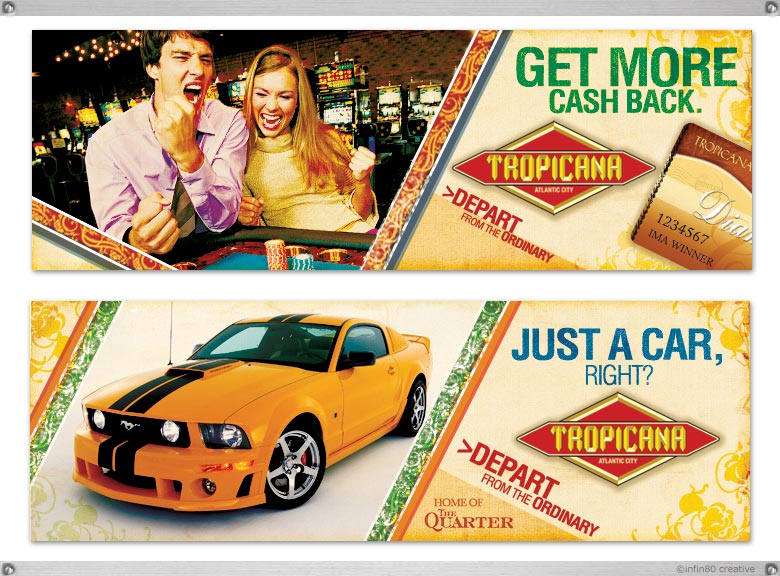 GET MORE
CASH BACK.
TROPICANA
ATLANTIC CITY
>DEPART
FROM THE ORDINARY
TROPICANA
1234567
IMA WINNER
JUST A CAR,
RIGHT?
TROPICANA
ATLANTIC CITY
>DEPART
FROM THE ORDINARY
HOME OF
THE
QUARTER
©infin80 creative